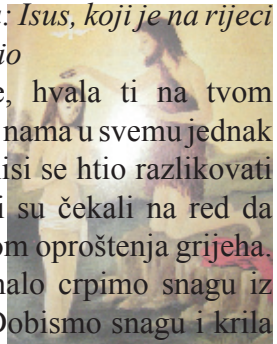 : Isus, koji je na riječi
io
e, hvala ti na tvom
nama u svemu jednak
isi se htio razlikovati
i su čekali na red da
om oproštenja grijeha.
nalo crpimo snagu iz
Dobismo snagu i krila